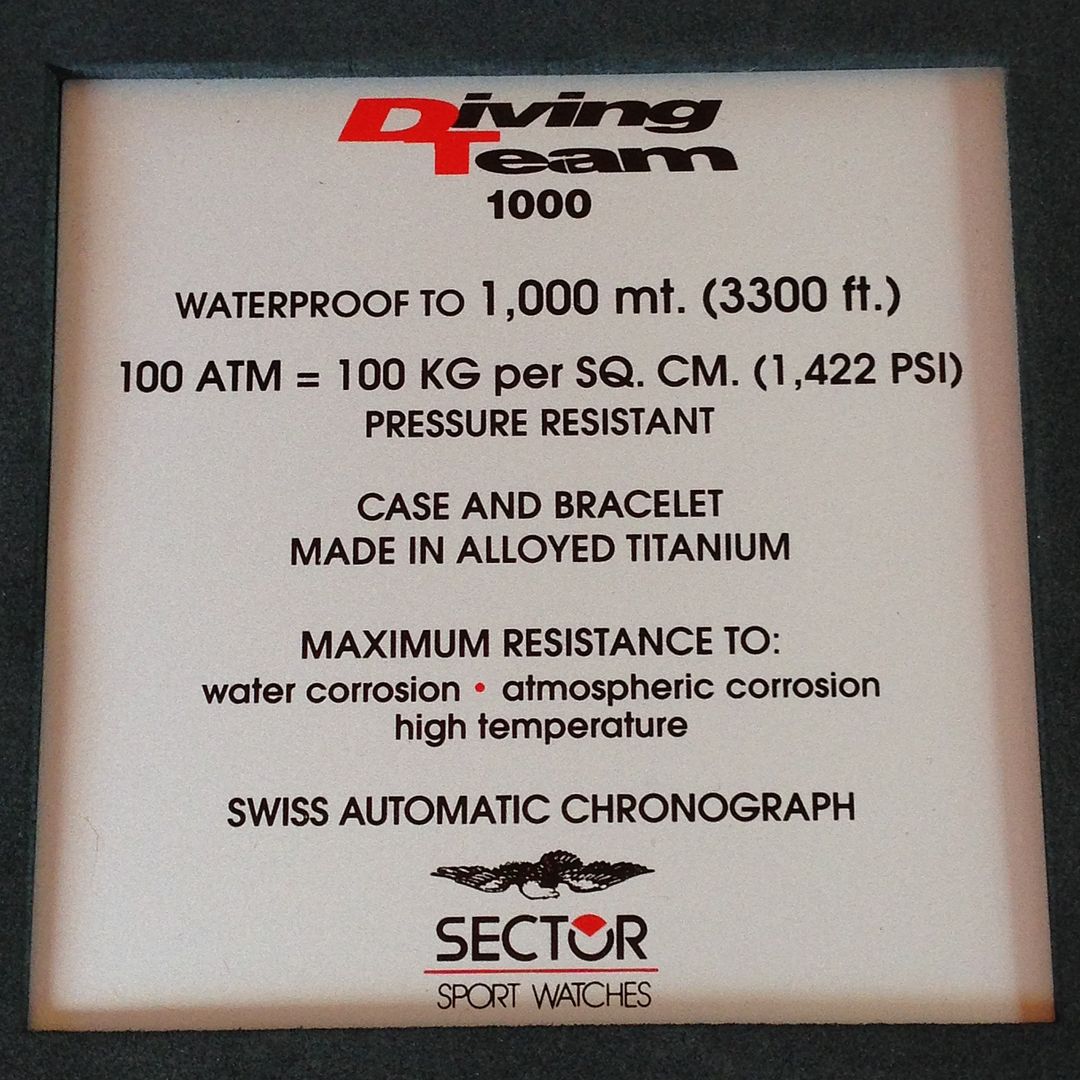 Diving
Team
1000
WATERPROOF TO 1,000 mt. (3300 ft.)
100 ATM = 100 KG per SQ. CM. (1,422 PSI)
PRESSURE RESISTANT
CASE AND BRACELET
MADE IN ALLOYED TITANIUM
MAXIMUM RESISTANCE TO:
water corrosion • atmospheric corrosion
high temperature
SWISS AUTOMATIC CHRONOGRAPH
SECTOR
SPORT WATCHES